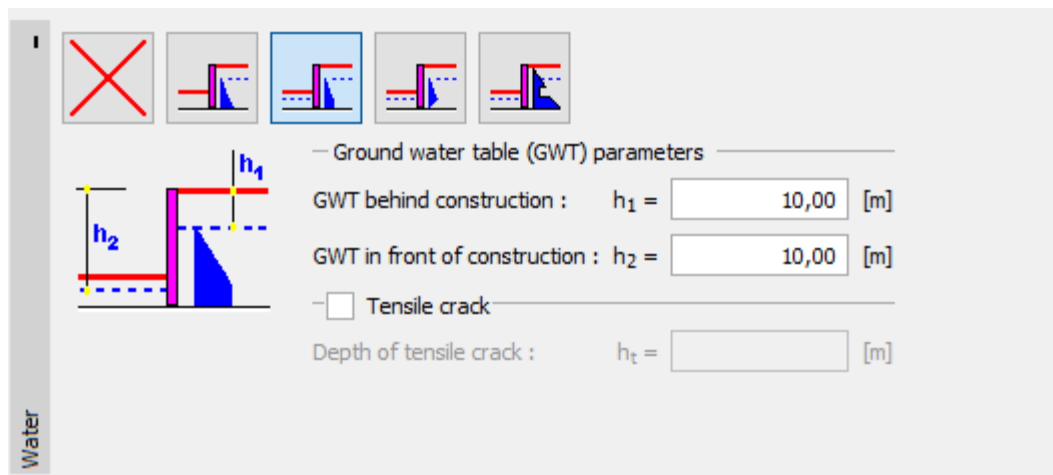 h1
h2
Ground water table (GWT) parameters
GWT behind construction : h1 = 10,00 [m]
GWT in front of construction : h2 = 10,00 [m]
Tensile crack
Depth of tensile crack : ht = [m]
Water